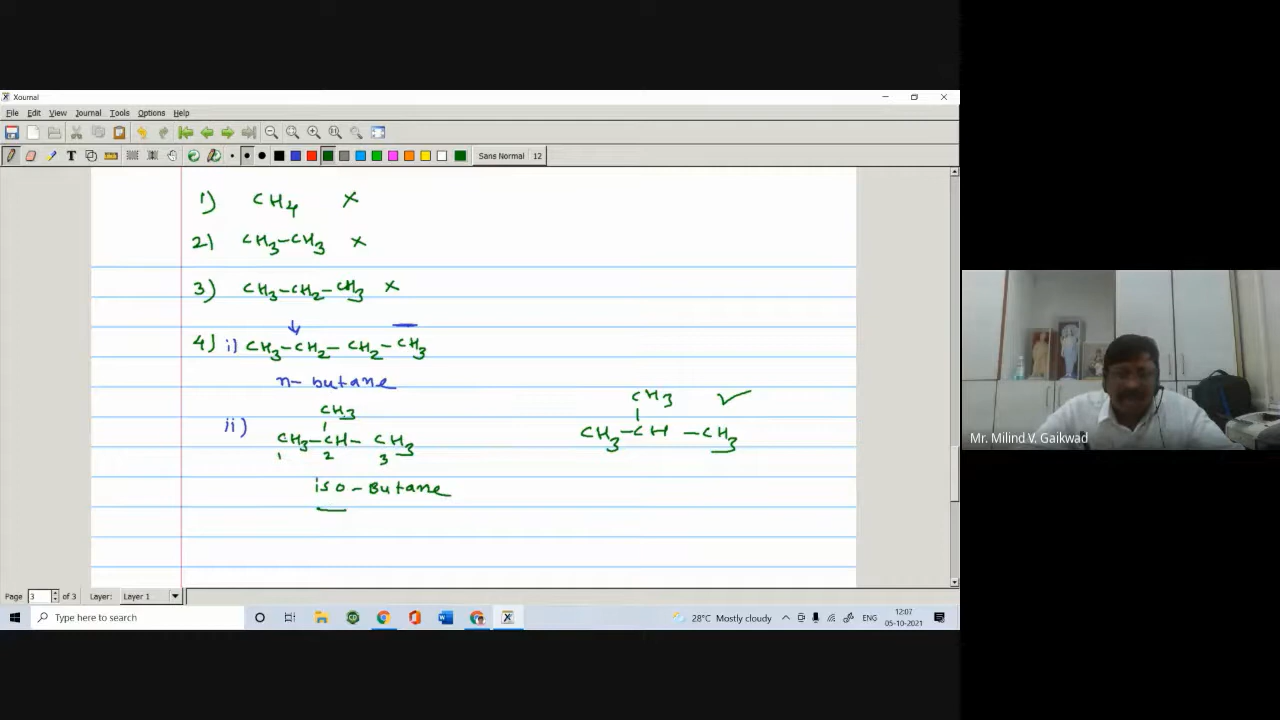 Xournal
File Edit View Journal Tools Options Help
Sans Normal 12
1) CH4 ×
2) CH3-CH3 ×
3) CH3-CH2-CH3 ×
4) i) CH3-CH2-CH2-CH3
n-butane
CH3 ✓
CH3-CH-CH3
ii) CH3
CH3-CH-CH3
1 2 3
iso-Butane
Mr. Milind V. Gaikwad
Page 3 of 3 Layer: Layer 1
Type here to search
28°C Mostly cloudy
ENG
12:07
05-10-2021